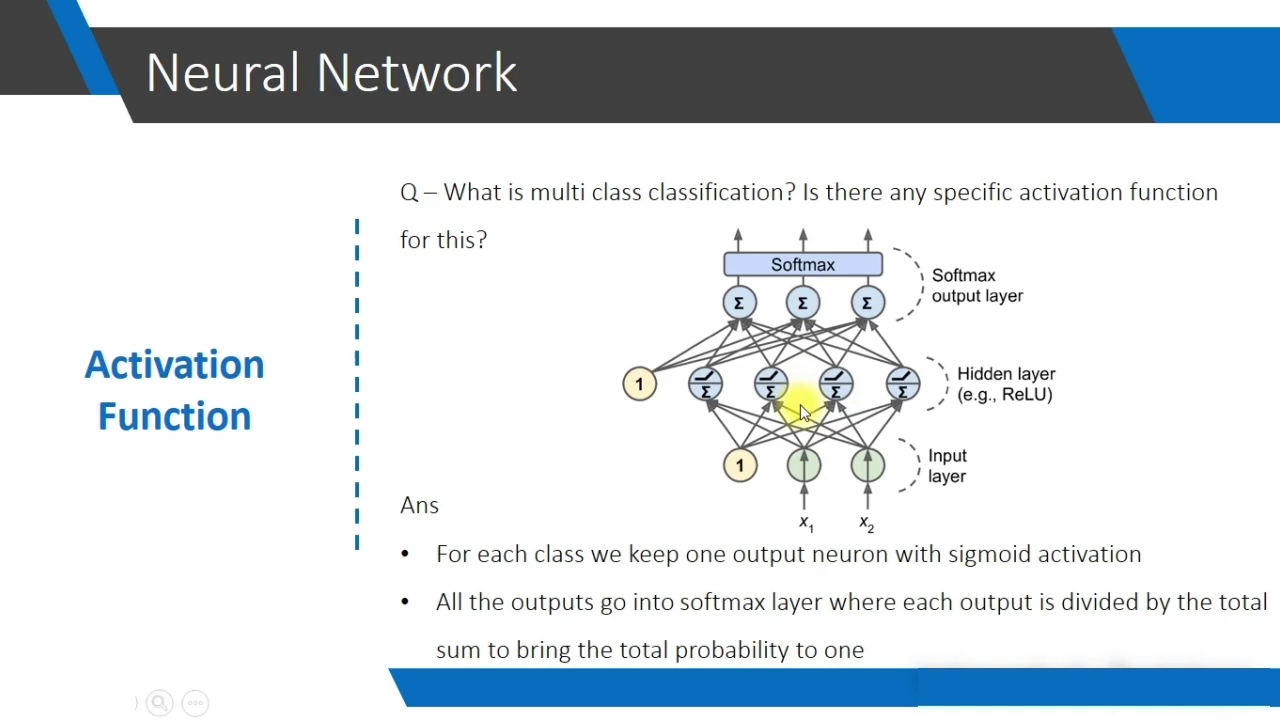 Neural Network
Activation
Function
Q – What is multi class classification? Is there any specific activation function
for this?
Softmax
Softmax
output layer
Σ Σ Σ
1
Σ Σ Σ Σ
Hidden layer
(e.g., ReLU)
1
Input
layer
x1 x2
Ans
• For each class we keep one output neuron with sigmoid activation
• All the outputs go into softmax layer where each output is divided by the total
sum to bring the total probability to one